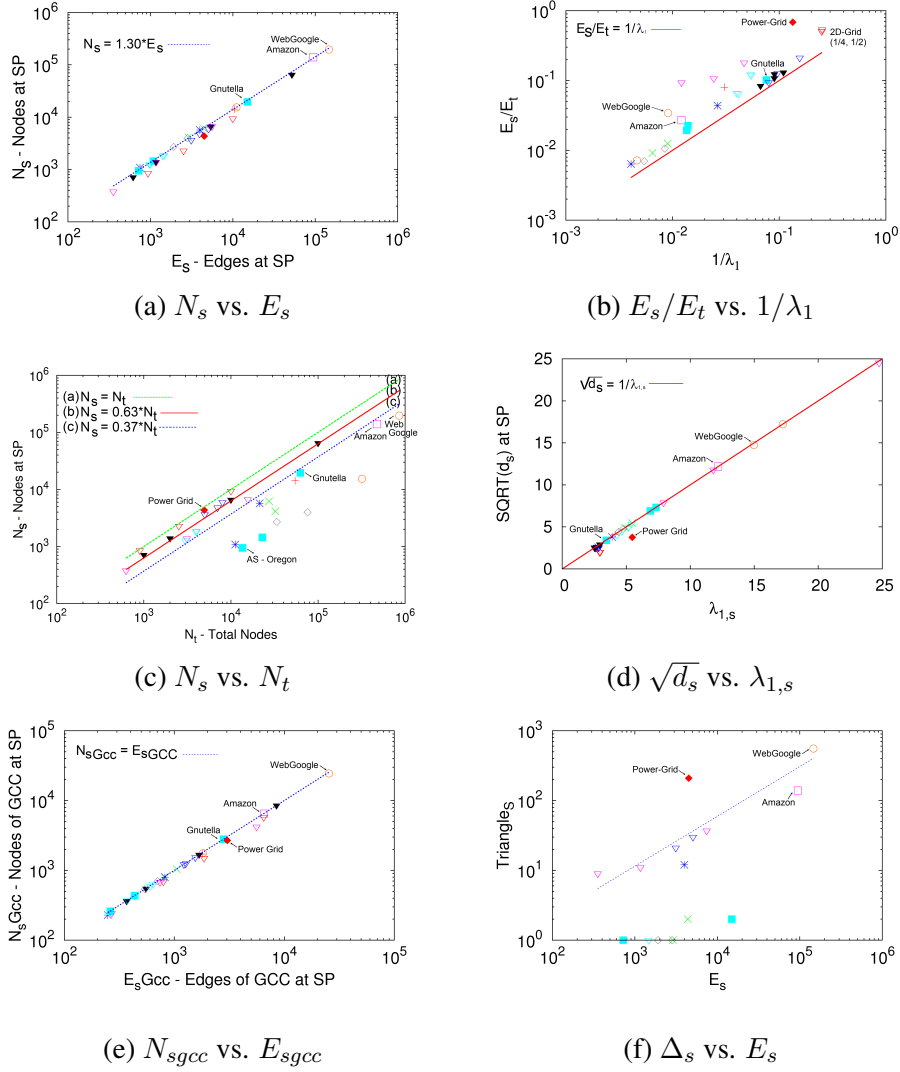 N_s = 1.30*E_s
WebGoogle
Amazon
Gnutella
10^2 10^3 10^4 10^5 10^6
10^2 10^3 10^4 10^5 10^6
N_s - Nodes at SP
E_s - Edges at SP
(a) N_s vs. E_s
E_s/E_t = 1/λ_1
Power-Grid
2D-Grid
(1/4, 1/2)
Gnutella
WebGoogle
Amazon
10^-3 10^-2 10^-1 10^0
10^-3 10^-2 10^-1 10^0
E_s/E_t
1/λ_1
(b) E_s/E_t vs. 1/λ_1
(a) N_s = N_t
(b) N_s = 0.63*N_t
(c) N_s = 0.37*N_t
(a)
(b)
(c)
Web
Google
Amazon
Gnutella
Power Grid
AS - Oregon
10^2 10^3 10^4 10^5 10^6
10^2 10^3 10^4 10^5 10^6
N_s - Nodes at SP
N_t - Total Nodes
(c) N_s vs. N_t
√d_s = 1/λ_1,s
WebGoogle
Amazon
Gnutella
Power Grid
0 5 10 15 20 25
0 5 10 15 20 25
SQRT(d_s) at SP
λ_1,s
(d) √d_s vs. λ_1,s
N_sGcc = E_sGCC
WebGoogle
Amazon
Gnutella
Power Grid
10^2 10^3 10^4 10^5
10^2 10^3 10^4 10^5
N_sGcc - Nodes of GCC at SP
E_sGcc - Edges of GCC at SP
(e) N_sgcc vs. E_sgcc
Power-Grid
WebGoogle
Amazon
10^0 10^1 10^2 10^3
10^2 10^3 10^4 10^5 10^6
Triangle_S
E_s
(f) Δ_s vs. E_s